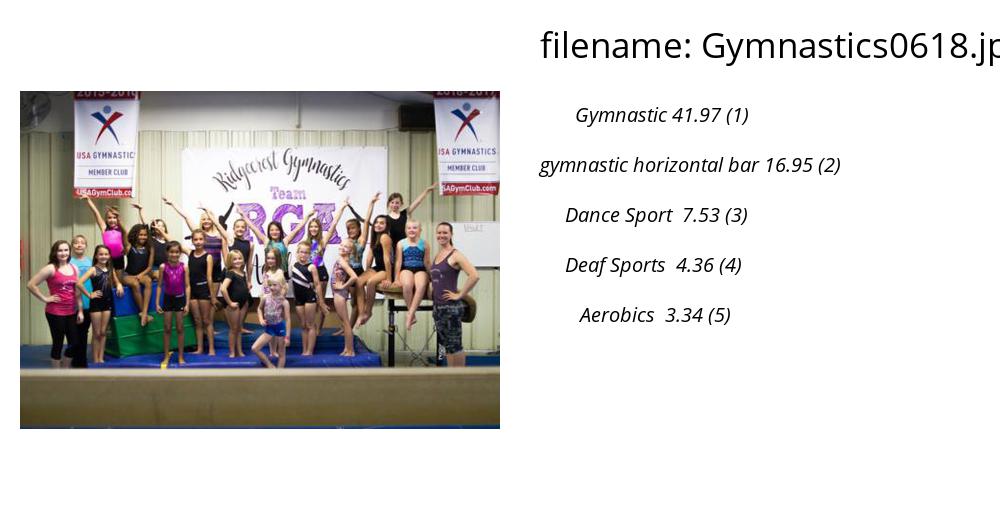 filename: Gymnastics0618.jp
Gymnastic 41.97 (1)
gymnastic horizontal bar 16.95 (2)
Dance Sport 7.53 (3)
Deaf Sports 4.36 (4)
Aerobics 3.34 (5)
2015-2016
USA GYMNASTICS
MEMBER CLUB
USAGymClub.co
2016-2017
USA GYMNASTICS
MEMBER CLUB
USAGymClub.com
Ridgecrest Gymnastics
Team
RGA
VAULT